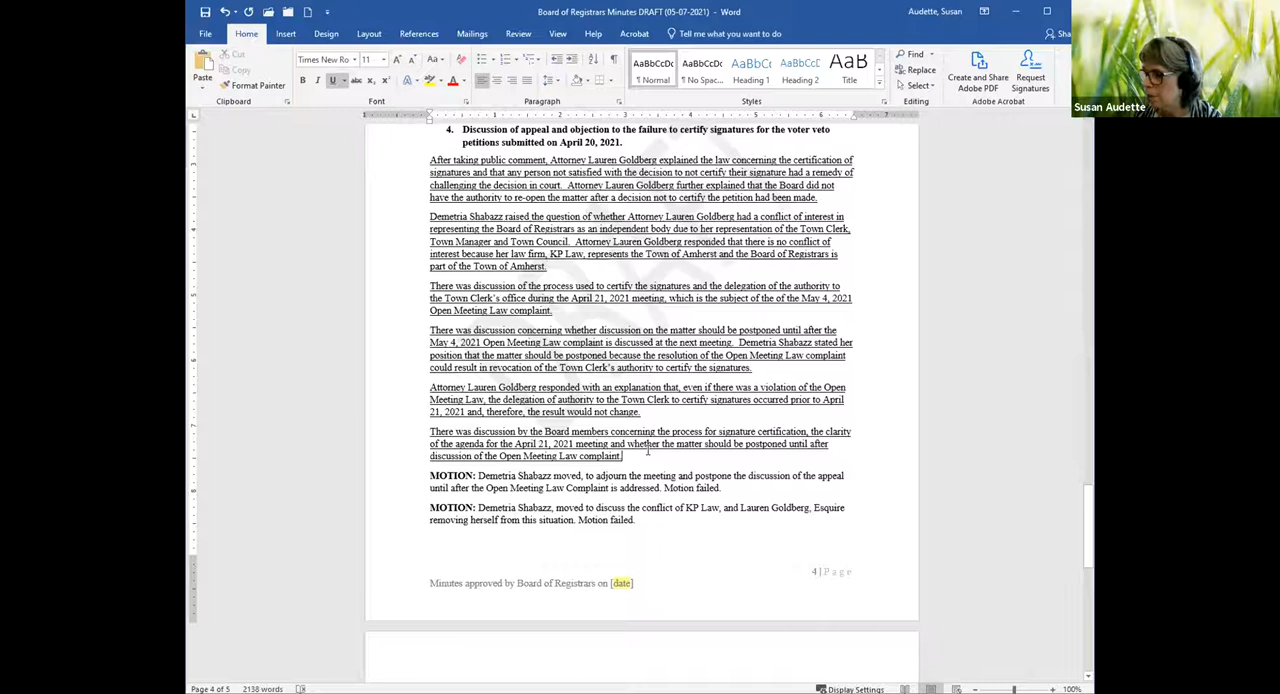 Board of Registrars Minutes DRAFT (05-07-2021) - Word
Audette, Susan
File Home Insert Design Layout References Mailings Review View Help Acrobat Tell me what you want to do
Cut
Copy
Format Painter
Paste
Clipboard
Times New Ro 11
Font
Paragraph
AaBbCcDc AaBbCcDc AaBbCc AaBbCcC AaB
¶ Normal ¶ No Spac... Heading 1 Heading 2 Title
Styles
Find
Replace
Select
Editing
Create and Share Adobe PDF
Request Signatures
Adobe Acrobat
Susan Audette
4. Discussion of appeal and objection to the failure to certify signatures for the voter veto
petitions submitted on April 20, 2021.
After taking public comment, Attorney Lauren Goldberg explained the law concerning the certification of
signatures and that any person not satisfied with the decision to not certify their signature had a remedy of
challenging the decision in court. Attorney Lauren Goldberg further explained that the Board did not
have the authority to re-open the matter after a decision not to certify the petition had been made.
Demetria Shabazz raised the question of whether Attorney Lauren Goldberg had a conflict of interest in
representing the Board of Registrars as an independent body due to her representation of the Town Clerk,
Town Manager and Town Council. Attorney Lauren Goldberg responded that there is no conflict of
interest because her law firm, KP Law, represents the Town of Amherst and the Board of Registrars is
part of the Town of Amherst.
There was discussion of the process used to certify the signatures and the delegation of the authority to
the Town Clerk's office during the April 21, 2021 meeting, which is the subject of the of the May 4, 2021
Open Meeting Law complaint.
There was discussion concerning whether discussion on the matter should be postponed until after the
May 4, 2021 Open Meeting Law complaint is discussed at the next meeting. Demetria Shabazz stated her
position that the matter should be postponed because the resolution of the Open Meeting Law complaint
could result in revocation of the Town Clerk's authority to certify the signatures.
Attorney Lauren Goldberg responded with an explanation that, even if there was a violation of the Open
Meeting Law, the delegation of authority to the Town Clerk to certify signatures occurred prior to April
21, 2021 and, therefore, the result would not change.
There was discussion by the Board members concerning the process for signature certification, the clarity
of the agenda for the April 21, 2021 meeting and whether the matter should be postponed until after
discussion of the Open Meeting Law complaint.
MOTION: Demetria Shabazz moved, to adjourn the meeting and postpone the discussion of the appeal
until after the Open Meeting Law Complaint is addressed. Motion failed.
MOTION: Demetria Shabazz, moved to discuss the conflict of KP Law, and Lauren Goldberg, Esquire
removing herself from this situation. Motion failed.
4 | P a g e
Minutes approved by Board of Registrars on [date]
Page 4 of 5 2138 words
Display Settings
100%